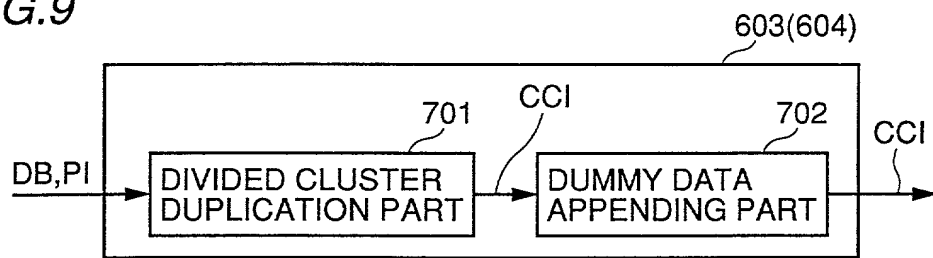 G.9
603(604)
701
CCI
702
CCI
DB,PI
DIVIDED CLUSTER
DUPLICATION PART
DUMMY DATA
APPENDING PART